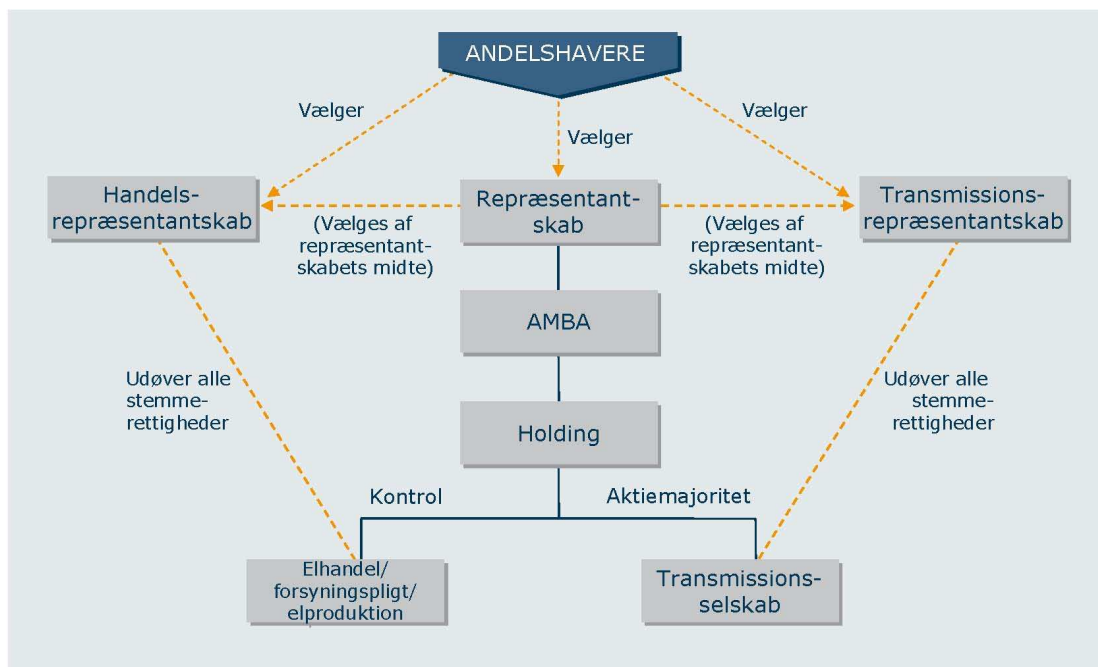 ANDELSHAVERE
Vælger
Vælger
Vælger
Handels-
repræsentantskab
Repræsentant-
skab
Transmissions-
repræsentantskab
(Vælges af
repræsentant-
skabets midte)
(Vælges af
repræsentant-
skabets midte)
AMBA
Udøver alle
stemme-
rettigheder
Udøver alle
stemme-
rettigheder
Holding
Kontrol
Aktiemajoritet
Elhandel/
forsyningspligt/
elproduktion
Transmissions-
selskab